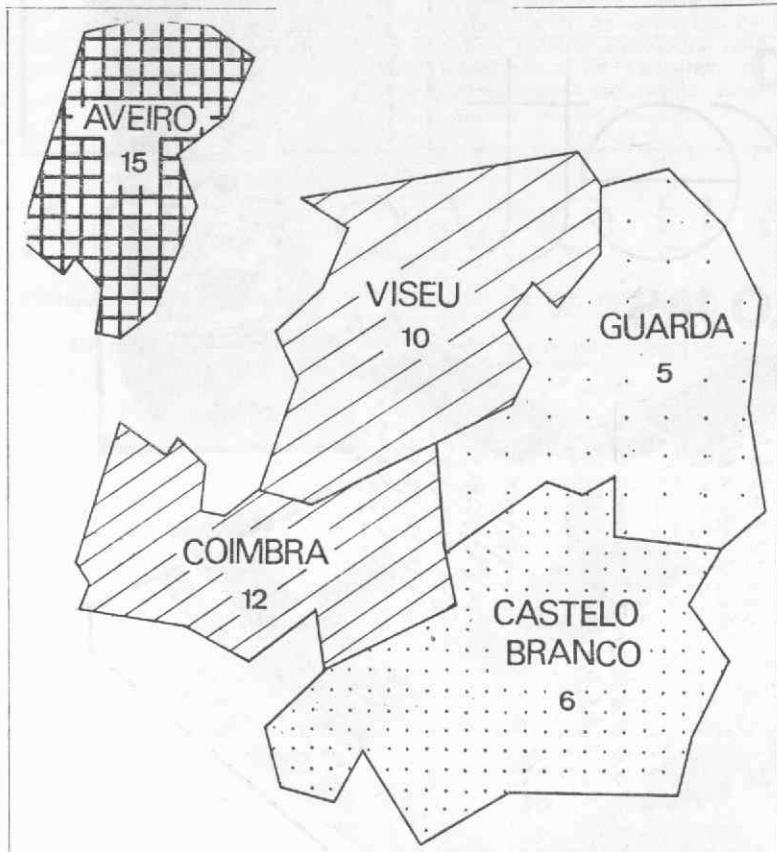 AVEIRO
15
VISEU
10
GUARDA
5
COIMBRA
12
CASTELO
BRANCO
6